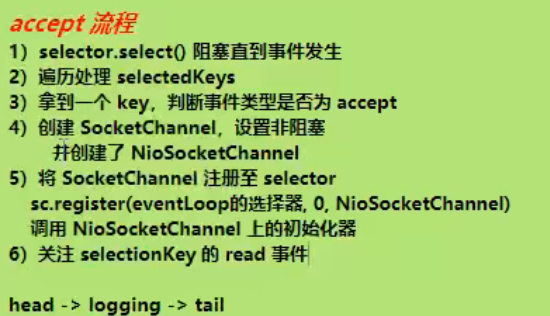 accept 流程
1）selector.select() 阻塞直到事件发生
2）遍历处理 selectedKeys
3）拿到一个 key，判断事件类型是否为 accept
4）创建 SocketChannel，设置非阻塞
并创建了 NioSocketChannel
5）将 SocketChannel 注册至 selector
sc.register(eventLoop的选择器, 0, NioSocketChannel)
调用 NioSocketChannel 上的初始化器
6）关注 selectionKey 的 read 事件
head -> logging -> tail